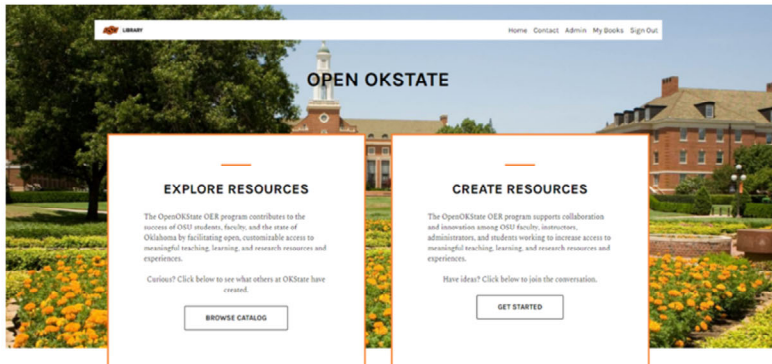 LIBRARY
Home Contact Admin My Books Sign Out
OPEN OKSTATE
EXPLORE RESOURCES
The OpenOKState OER program contributes to the
success of OSU students, faculty, and the state of
Oklahoma by facilitating open, customizable access to
meaningful teaching, learning, and research resources and
experiences.
Curious? Click below to see what others at OKState have
created.
BROWSE CATALOG
CREATE RESOURCES
The OpenOKState OER program supports collaboration
and innovation among OSU faculty, instructors,
administrators, and students working to increase access to
meaningful teaching, learning, and research resources and
experiences.
Have ideas? Click below to join the conversation.
GET STARTED